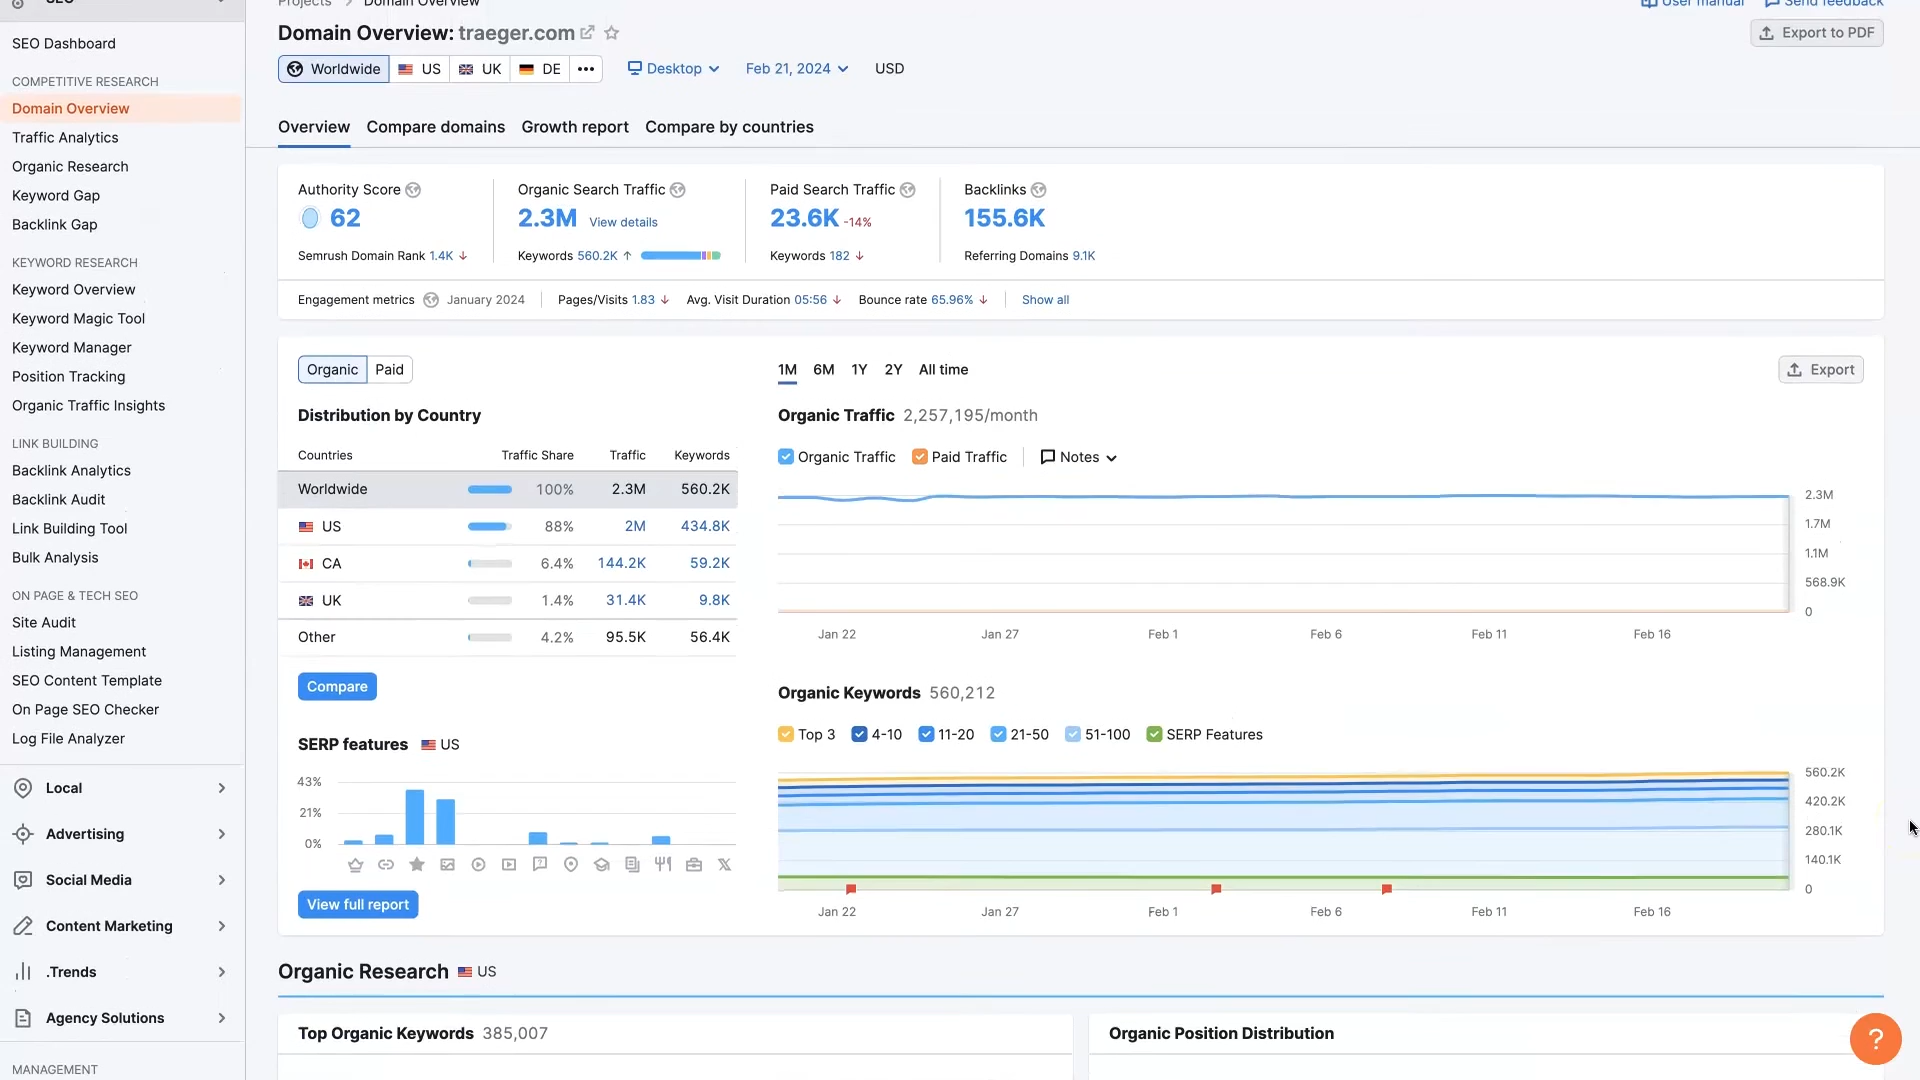 SEO
SEO Dashboard
COMPETITIVE RESEARCH
Domain Overview
Traffic Analytics
Organic Research
Keyword Gap
Backlink Gap
KEYWORD RESEARCH
Keyword Overview
Keyword Magic Tool
Keyword Manager
Position Tracking
Organic Traffic Insights
LINK BUILDING
Backlink Analytics
Backlink Audit
Link Building Tool
Bulk Analysis
ON PAGE & TECH SEO
Site Audit
Listing Management
SEO Content Template
On Page SEO Checker
Log File Analyzer
Local
Advertising
Social Media
Content Marketing
.Trends
Agency Solutions
MANAGEMENT
Projects > Domain Overview
User manual Send feedback
Domain Overview: traeger.com
Export to PDF
Worldwide US UK DE ••• Desktop Feb 21, 2024 USD
Overview Compare domains Growth report Compare by countries
Authority Score
62
Semrush Domain Rank 1.4K ↓
Organic Search Traffic
2.3M View details
Keywords 560.2K ↑
Paid Search Traffic
23.6K -14%
Keywords 182 ↓
Backlinks
155.6K
Referring Domains 9.1K
Engagement metrics January 2024 Pages/Visits 1.83 ↓ Avg. Visit Duration 05:56 ↓ Bounce rate 65.96% ↓ Show all
Organic Paid
Distribution by Country
Countries Traffic Share Traffic Keywords
Worldwide 100% 2.3M 560.2K
US 88% 2M 434.8K
CA 6.4% 144.2K 59.2K
UK 1.4% 31.4K 9.8K
Other 4.2% 95.5K 56.4K
Compare
SERP features US
43%
21%
0%
View full report
1M 6M 1Y 2Y All time
Export
Organic Traffic 2,257,195/month
Organic Traffic Paid Traffic Notes
2.3M
1.7M
1.1M
568.9K
0
Jan 22 Jan 27 Feb 1 Feb 6 Feb 11 Feb 16
Organic Keywords 560,212
Top 3 4-10 11-20 21-50 51-100 SERP Features
560.2K
420.2K
280.1K
140.1K
0
Jan 22 Jan 27 Feb 1 Feb 6 Feb 11 Feb 16
Organic Research US
Top Organic Keywords 385,007
Organic Position Distribution
?